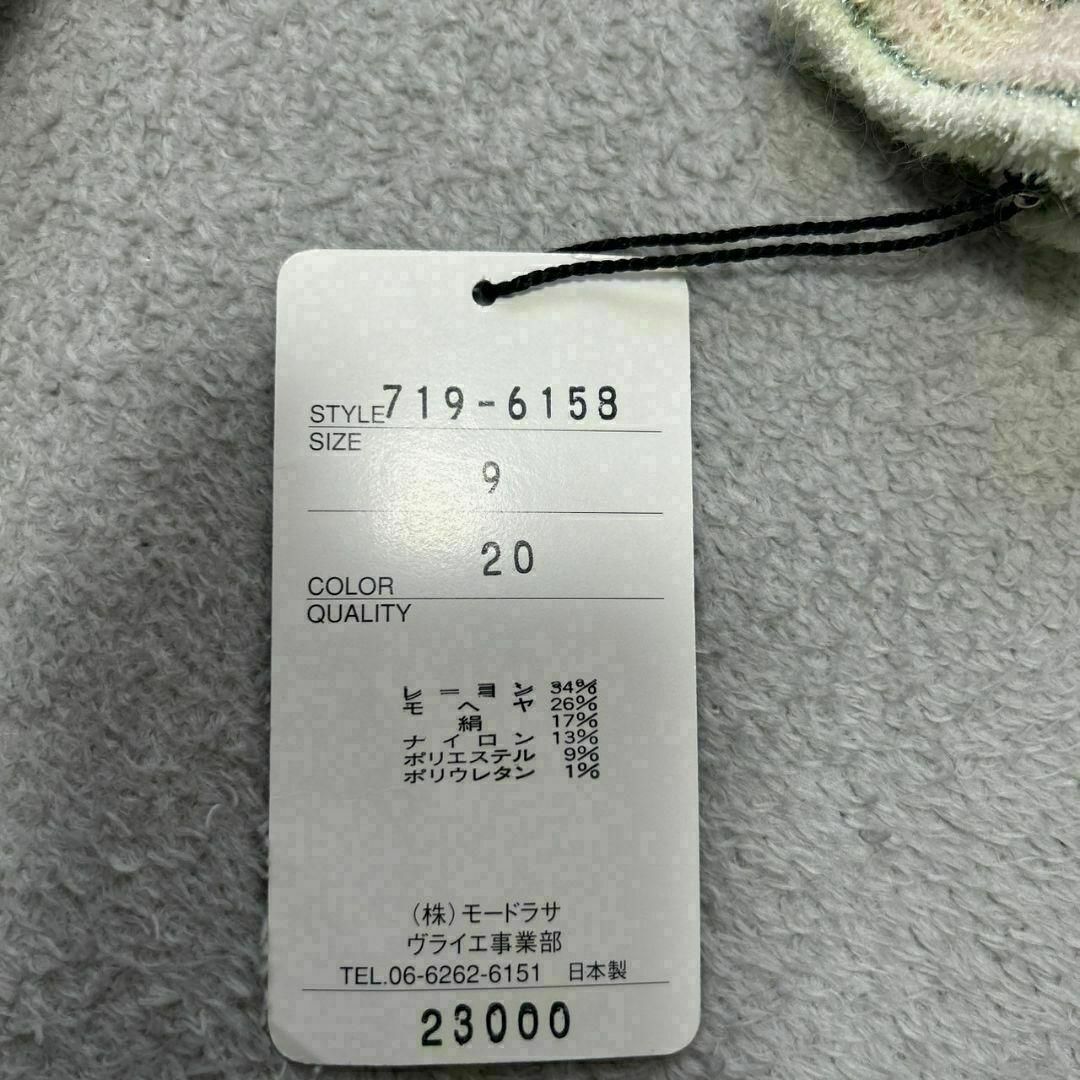 STYLE 719-6158
SIZE
9
20
COLOR
QUALITY
レーヨン 34%
モヘヤ 26%
絹 17%
ナイロン 13%
ポリエステル 9%
ポリウレタン 1%
(株)モードラサ
ヴライエ事業部
TEL.06-6262-6151 日本製
23000